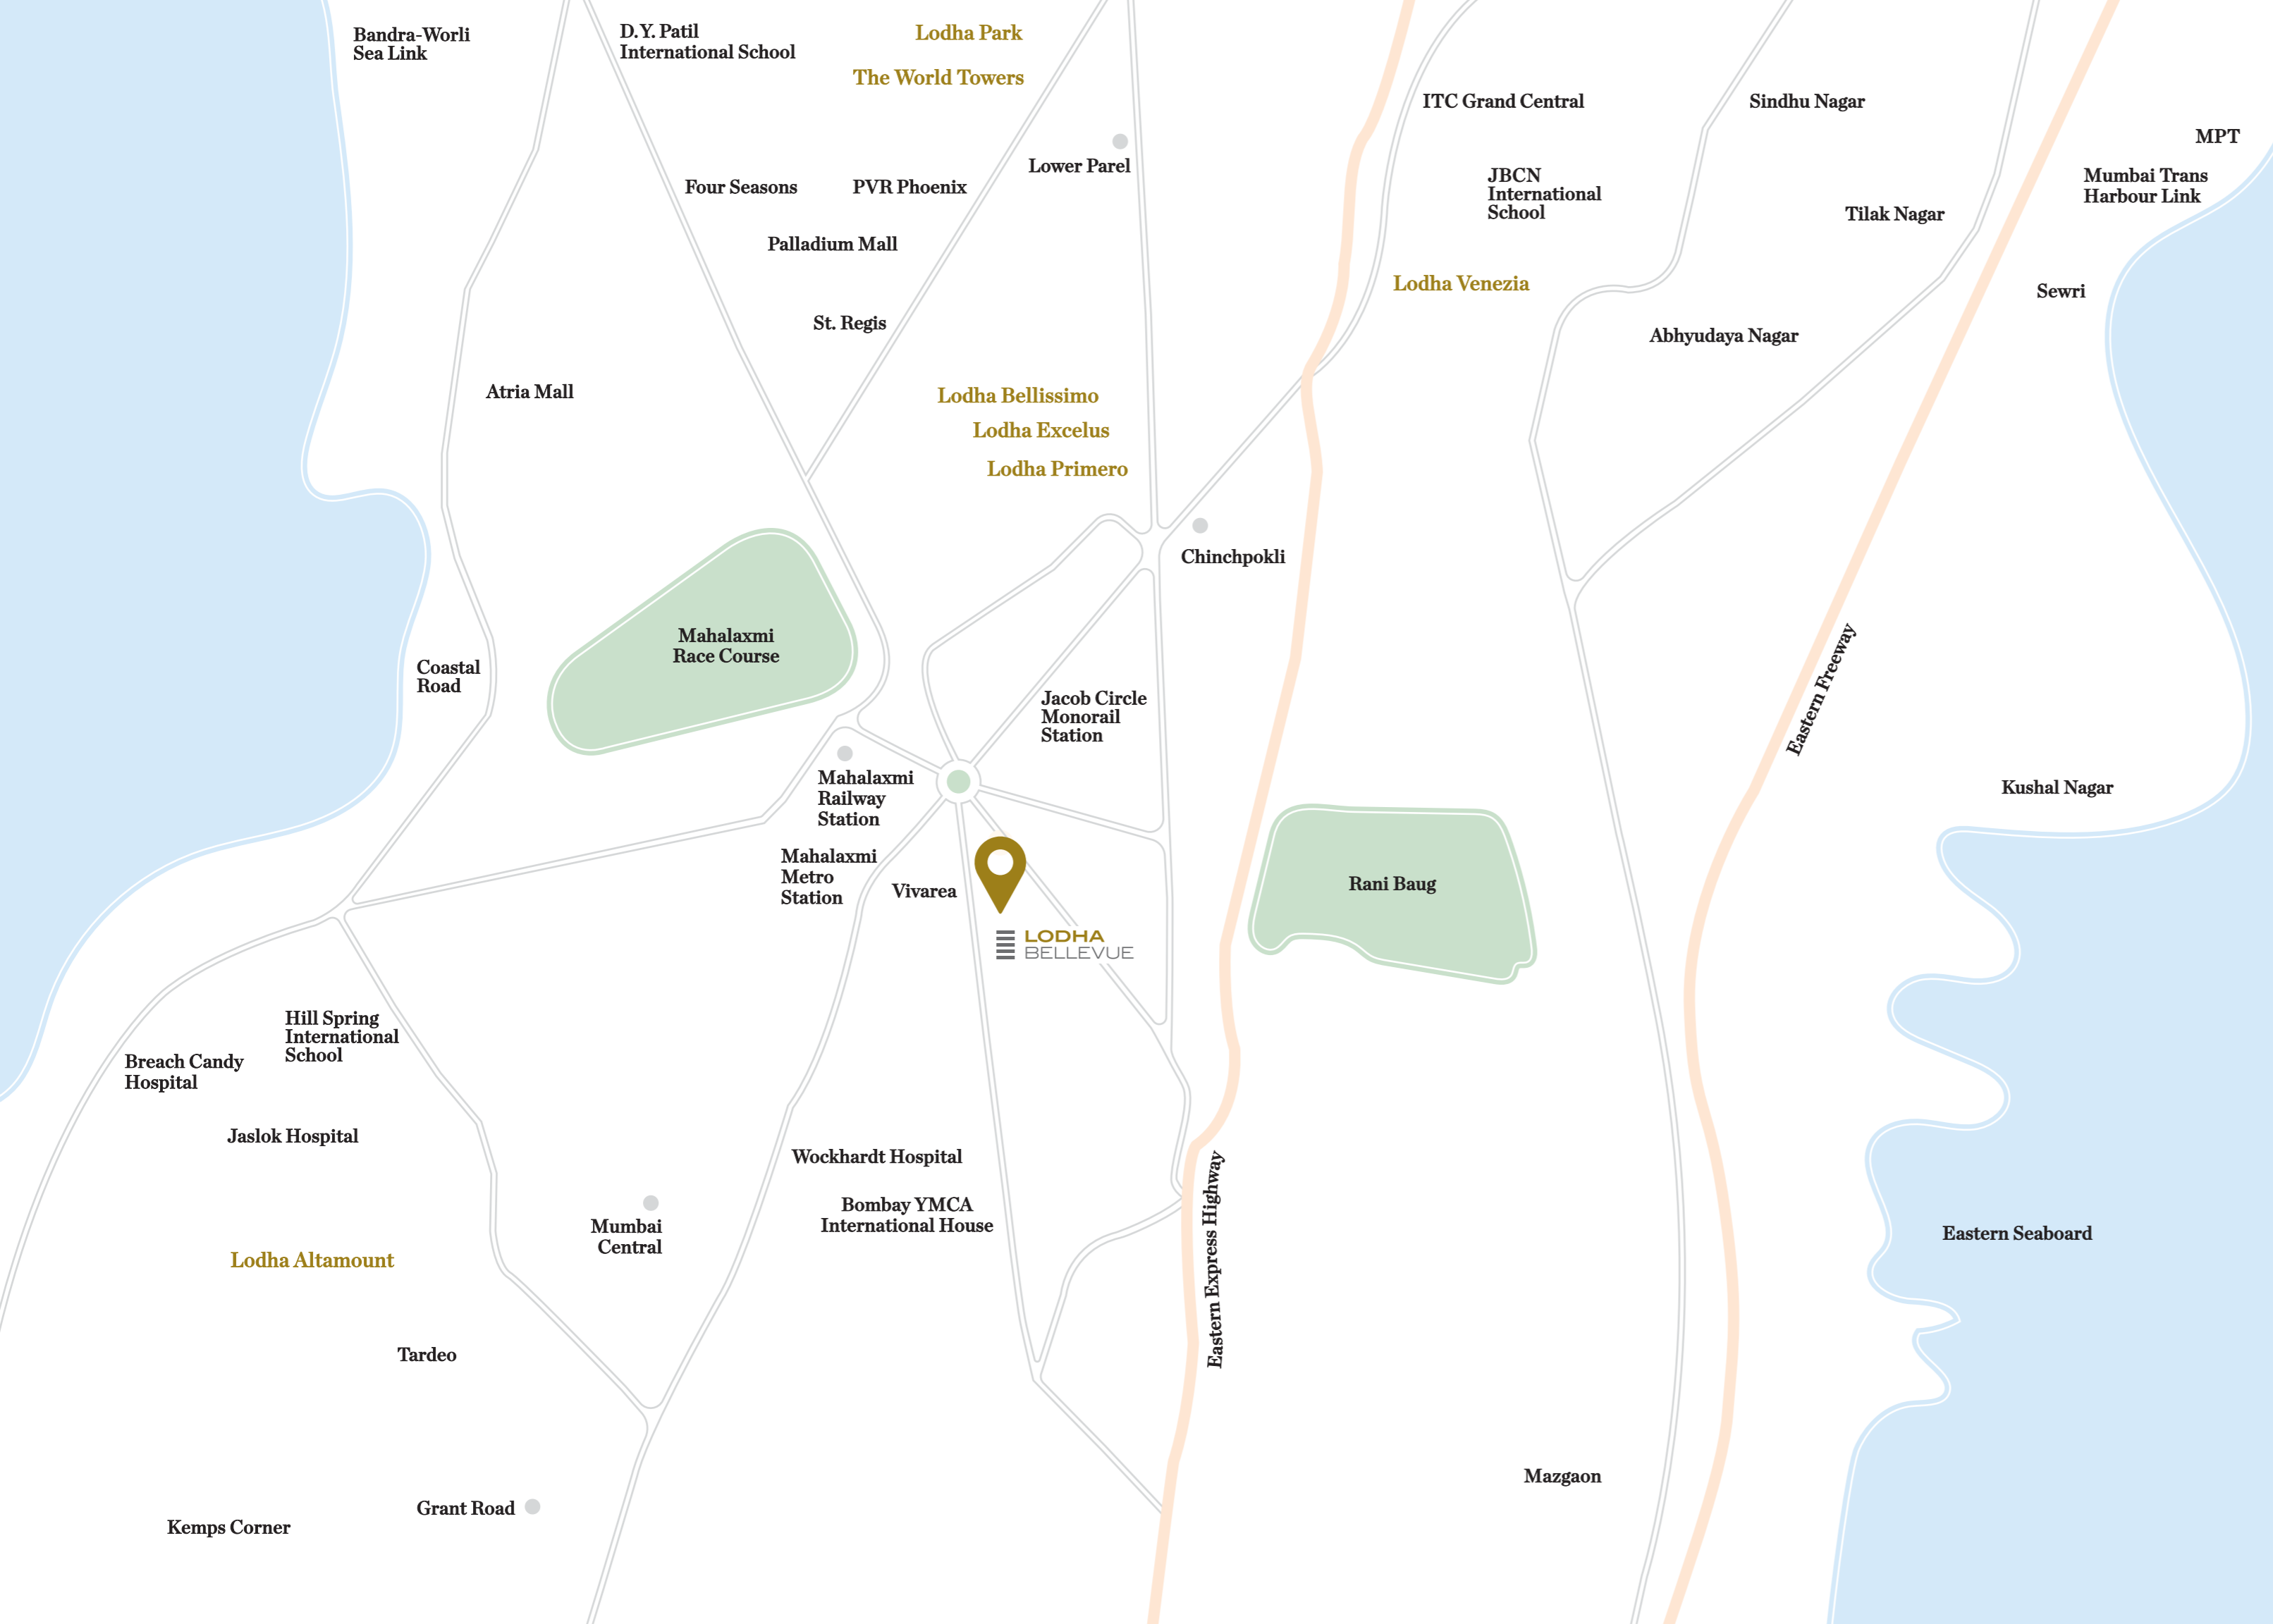 Bandra-Worli
Sea Link
D.Y. Patil
International School
Lodha Park
The World Towers
ITC Grand Central
Sindhu Nagar
MPT
Lower Parel
JBCN
International
School
Mumbai Trans
Harbour Link
Four Seasons
PVR Phoenix
Tilak Nagar
Palladium Mall
Lodha Venezia
Sewri
St. Regis
Abhyudaya Nagar
Atria Mall
Lodha Bellissimo
Lodha Excelus
Lodha Primero
Chinchpokli
Mahalaxmi
Race Course
Coastal
Road
Jacob Circle
Monorail
Station
Eastern Freeway
Mahalaxmi
Railway
Station
Kushal Nagar
Mahalaxmi
Metro
Station
Vivarea
Rani Baug
LODHA
BELLEVUE
Hill Spring
International
School
Breach Candy
Hospital
Jaslok Hospital
Wockhardt Hospital
Bombay YMCA
International House
Mumbai
Central
Eastern Express Highway
Eastern Seaboard
Lodha Altamount
Tardeo
Mazgaon
Grant Road
Kemps Corner